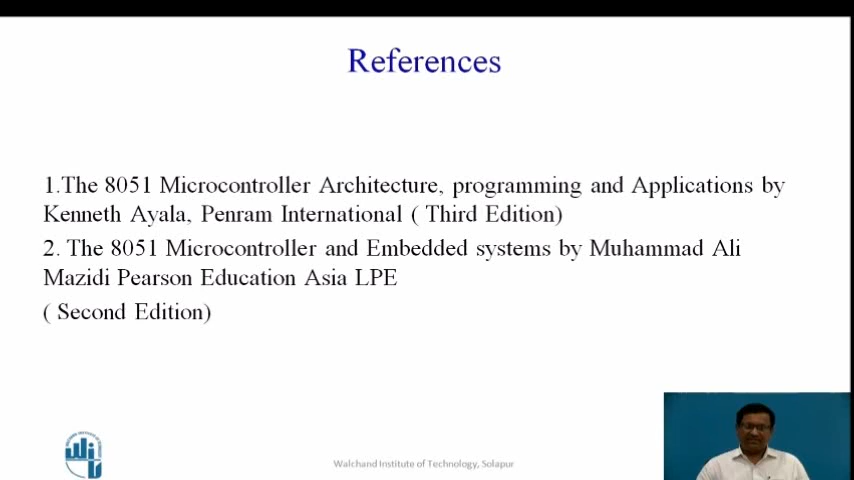 References
1.The 8051 Microcontroller Architecture, programming and Applications by
Kenneth Ayala, Penram International ( Third Edition)
2. The 8051 Microcontroller and Embedded systems by Muhammad Ali
Mazidi Pearson Education Asia LPE
( Second Edition)
Walchand Institute of Technology, Solapur